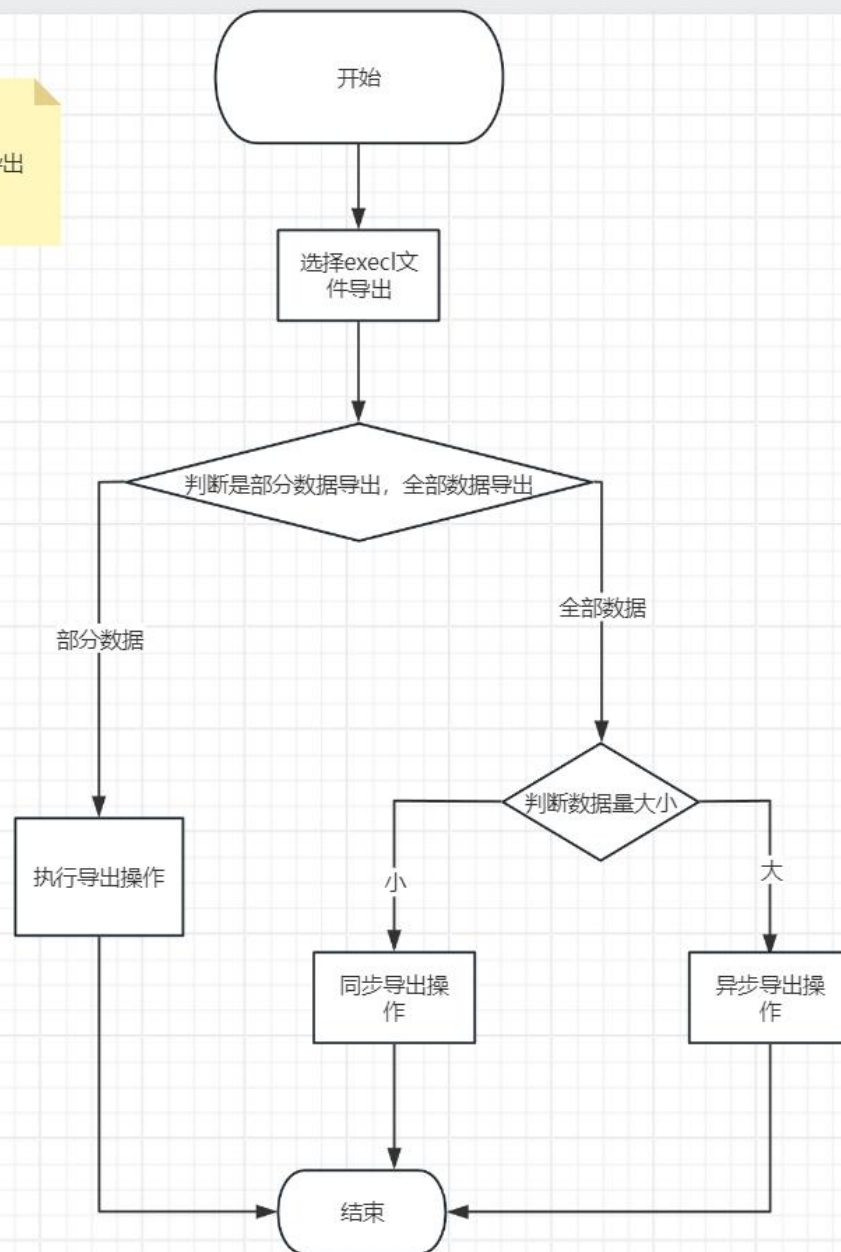 开始
出
选择execl文
件导出
判断是部分数据导出，全部数据导出
全部数据
部分数据
判断数据量大小
执行导出操作
小
大
同步导出操
作
异步导出操
作
结束